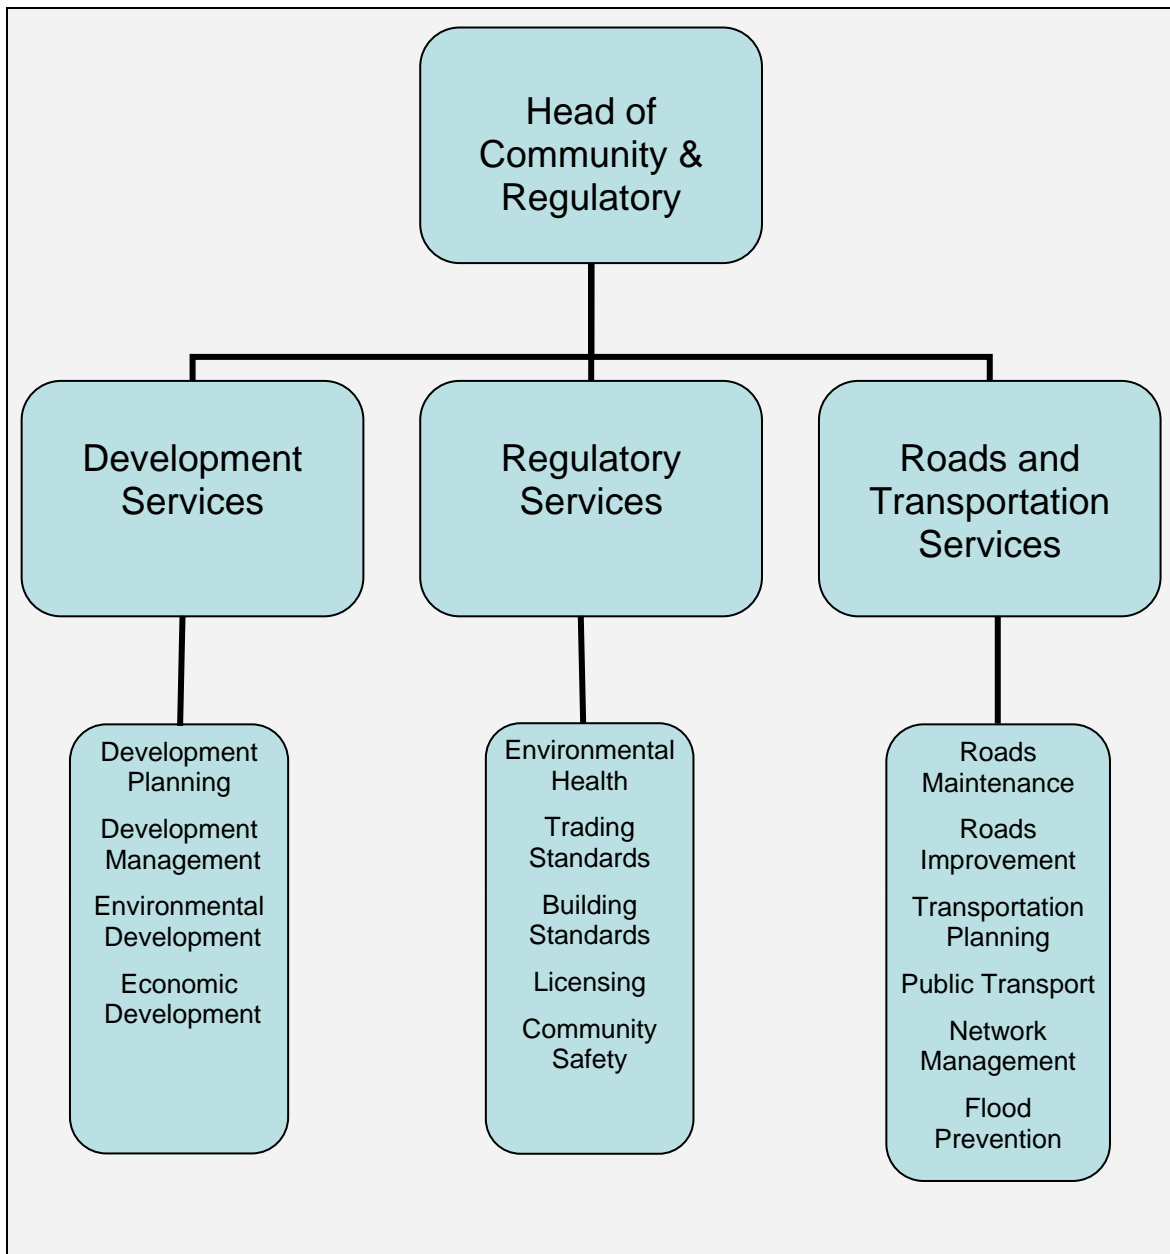 Head of
Community &
Regulatory
Development
Services
Regulatory
Services
Roads and
Transportation
Services
Development
Planning
Development
Management
Environmental
Development
Economic
Development
Environmental
Health
Trading
Standards
Building
Standards
Licensing
Community
Safety
Roads
Maintenance
Roads
Improvement
Transportation
Planning
Public Transport
Network
Management
Flood
Prevention